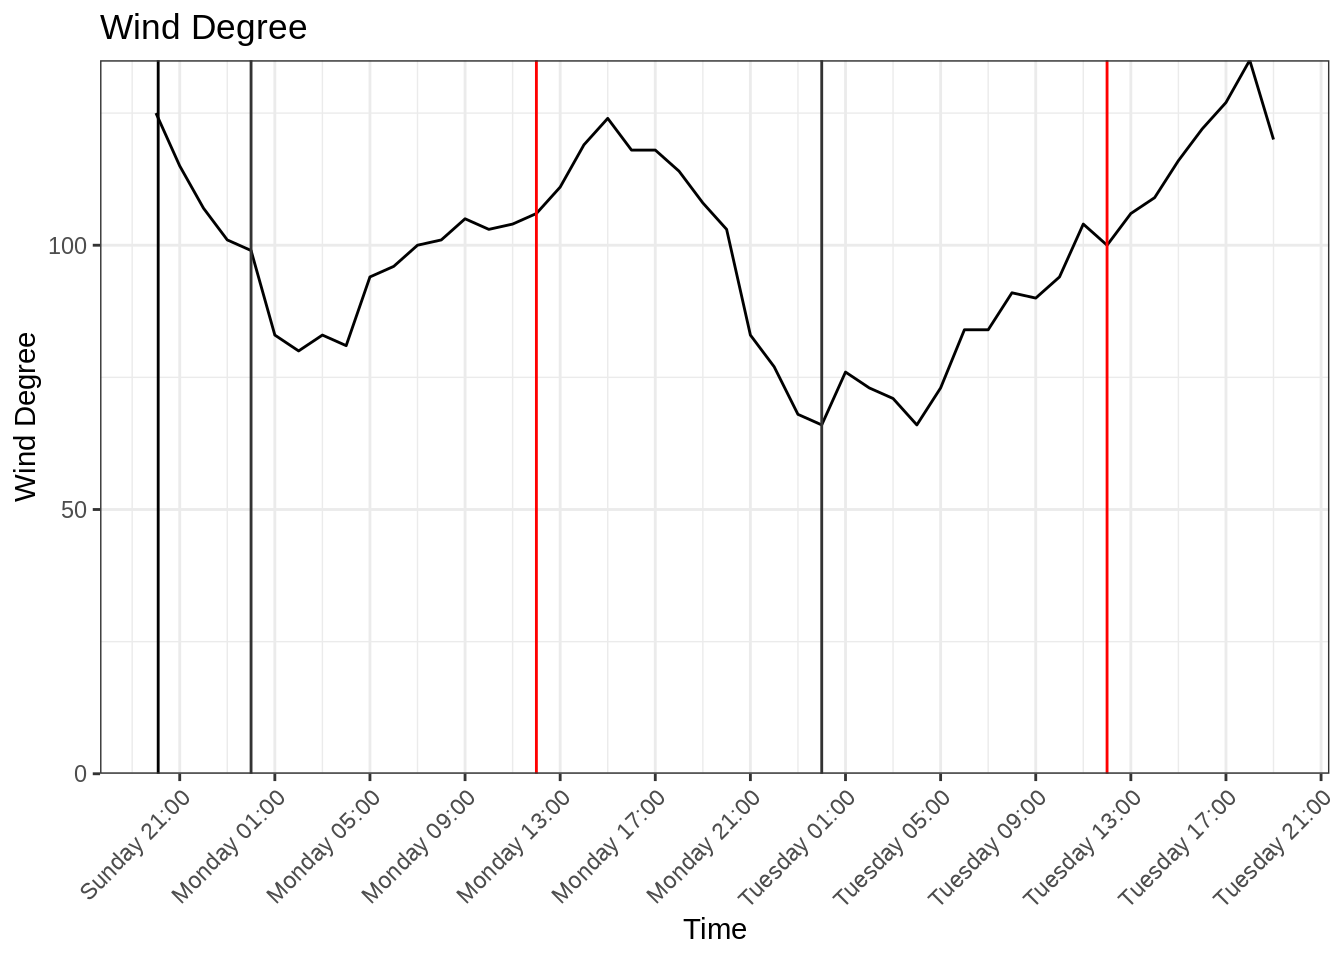 Wind Degree
Wind Degree
100
50
0
Sunday 21:00
Monday 01:00
Monday 05:00
Monday 09:00
Monday 13:00
Monday 17:00
Monday 21:00
Tuesday 01:00
Tuesday 05:00
Tuesday 09:00
Tuesday 13:00
Tuesday 17:00
Tuesday 21:00
Time